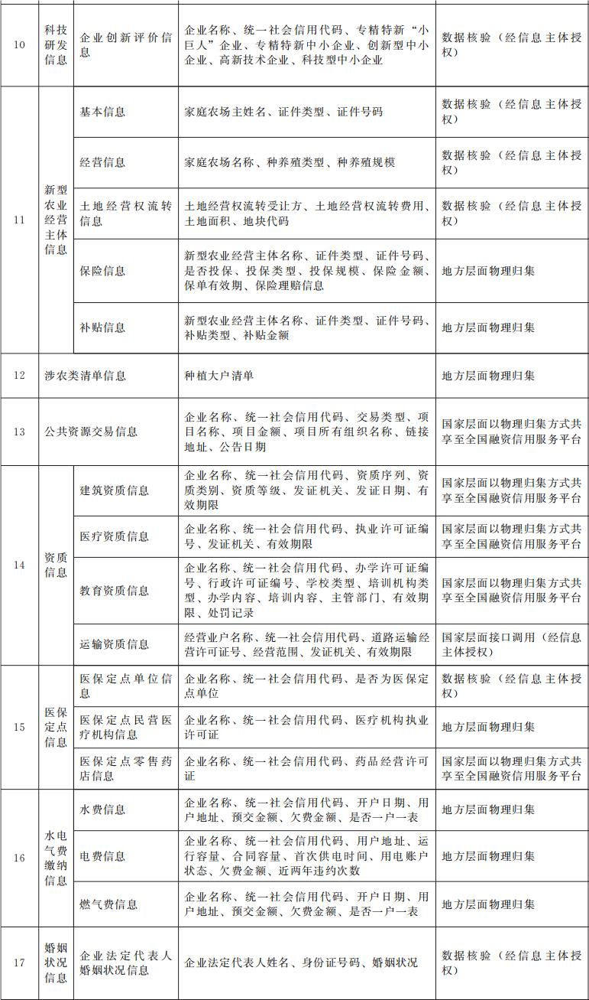 10
科技
研发
信息
企业创新评价信
息
企业名称、统一社会信用代码、专精特新“小
巨人”企业、专精特新中小企业、创新型中小
企业、高新技术企业、科技型中小企业
数据核验（经信息主体授
权）
11
新型
农业
经营
主体
信息
基本信息
家庭农场主姓名、证件类型、证件号码
数据核验（经信息主体授
权）
经营信息
家庭农场名称、种养殖类型、种养殖规模
数据核验（经信息主体授
权）
土地经营权流转
信息
土地经营权流转受让方、土地经营权流转费用、
土地面积、地块代码
数据核验（经信息主体授
权）
保险信息
新型农业经营主体名称、证件类型、证件号码、
是否投保、投保类型、投保规模、保险金额、
保单有效期、保险理赔信息
地方层面物理归集
补贴信息
新型农业经营主体名称、证件类型、证件号码、
补贴类型、补贴金额
地方层面物理归集
12
涉农类清单信息
种植大户清单
地方层面物理归集
13
公共资源交易信息
企业名称、统一社会信用代码、交易类型、项
目名称、项目金额、项目所有组织名称、链接
地址、公告日期
国家层面以物理归集方式共
享至全国融资信用服务平台
14
资质
信息
建筑资质信息
企业名称、统一社会信用代码、资质序列、资
质类别、资质等级、发证机关、发证日期、有
效期限
国家层面以物理归集方式共
享至全国融资信用服务平台
医疗资质信息
企业名称、统一社会信用代码、执业许可证编
号、发证机关、有效期限
国家层面以物理归集方式共
享至全国融资信用服务平台
教育资质信息
企业名称、统一社会信用代码、办学许可证编
号、行政许可证编号、学校类型、培训机构类
型、办学内容、培训内容、主管部门、有效期
限、处罚记录
国家层面以物理归集方式共
享至全国融资信用服务平台
运输资质信息
经营业户名称、统一社会信用代码、道路运输经
营许可证号、经营范围、发证机关、有效期限
国家层面接口调用（经信息
主体授权）
15
医保
定点
信息
医保定点单位信
息
企业名称、统一社会信用代码、是否为医保定
点单位
数据核验（经信息主体授
权）
医保定点民营医
疗机构信息
企业名称、统一社会信用代码、医疗机构执业
许可证
地方层面物理归集
医保定点零售药
店信息
企业名称、统一社会信用代码、药品经营许可
证
国家层面以物理归集方式共
享至全国融资信用服务平台
16
水电
气费
缴纳
信息
水费信息
企业名称、统一社会信用代码、开户日期、用
户地址、预交金额、欠费金额、是否一户一表
地方层面物理归集
电费信息
企业名称、统一社会信用代码、用户地址、运
行容量、合同容量、首次供电时间、用电账户
状态、欠费金额、近两年违约次数
地方层面物理归集
燃气费信息
企业名称、统一社会信用代码、开户日期、用
户地址、预交金额、欠费金额、是否一户一表
地方层面物理归集
17
婚姻
状况
信息
企业法定代表人
婚姻状况信息
企业法定代表人姓名、身份证号码、婚姻状况
数据核验（经信息主体授
权）